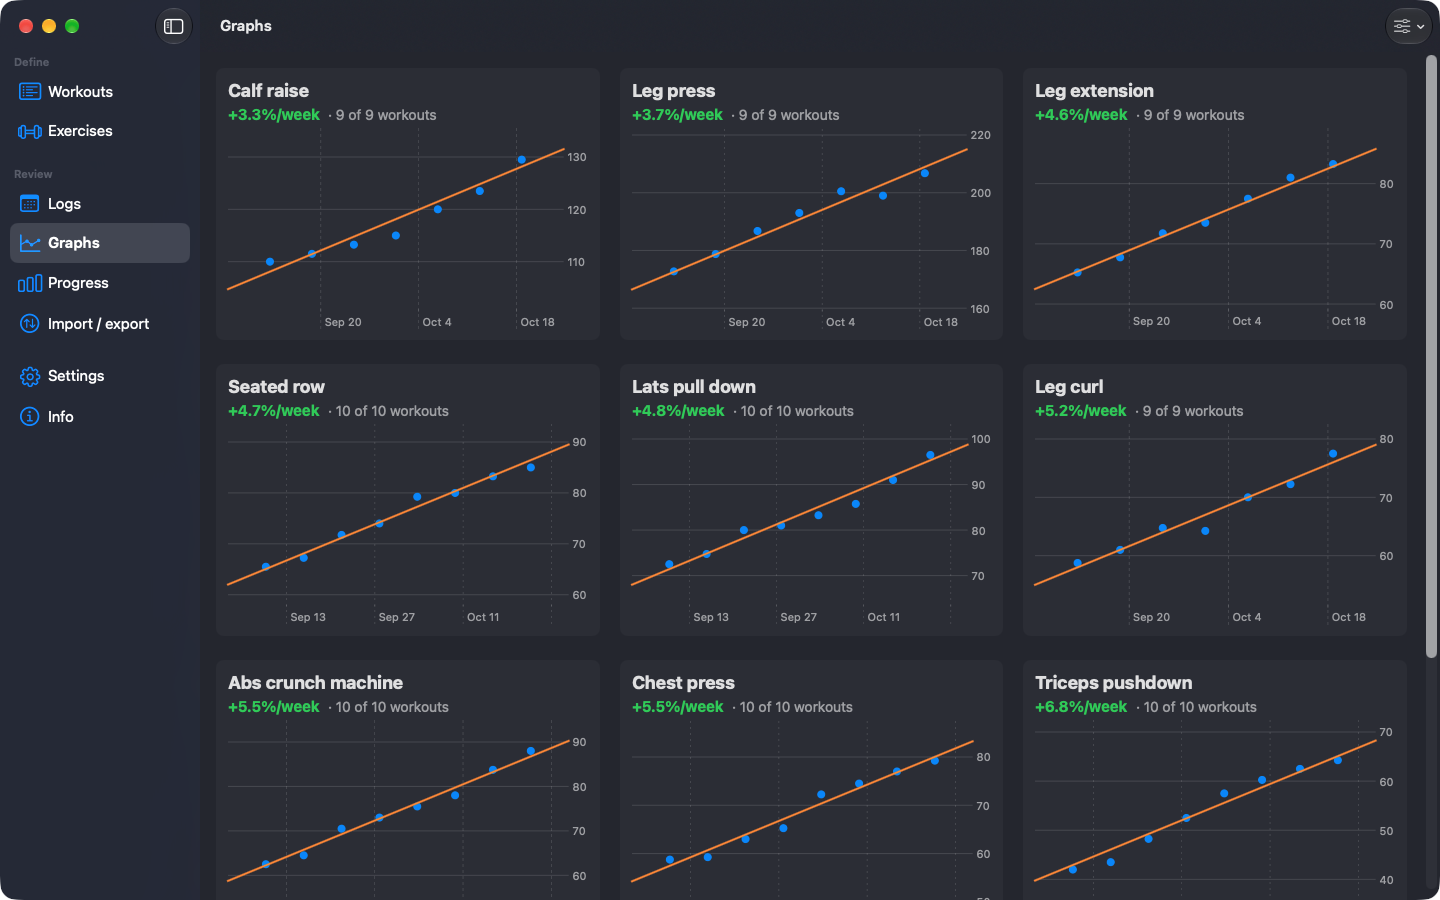 Define
Workouts
Exercises
Review
Logs
Graphs
Progress
Import / export
Settings
Info
Graphs
Calf raise
+3.3%/week · 9 of 9 workouts
130
120
110
Sep 20 Oct 4 Oct 18
Leg press
+3.7%/week · 9 of 9 workouts
220
200
180
160
Sep 20 Oct 4 Oct 18
Leg extension
+4.6%/week · 9 of 9 workouts
80
70
60
Sep 20 Oct 4 Oct 18
Seated row
+4.7%/week · 10 of 10 workouts
90
80
70
60
Sep 13 Sep 27 Oct 11
Lats pull down
+4.8%/week · 10 of 10 workouts
100
90
80
70
Sep 13 Sep 27 Oct 11
Leg curl
+5.2%/week · 9 of 9 workouts
80
70
60
Sep 20 Oct 4 Oct 18
Abs crunch machine
+5.5%/week · 10 of 10 workouts
90
80
70
60
Chest press
+5.5%/week · 10 of 10 workouts
80
70
60
Triceps pushdown
+6.8%/week · 10 of 10 workouts
70
60
50
40